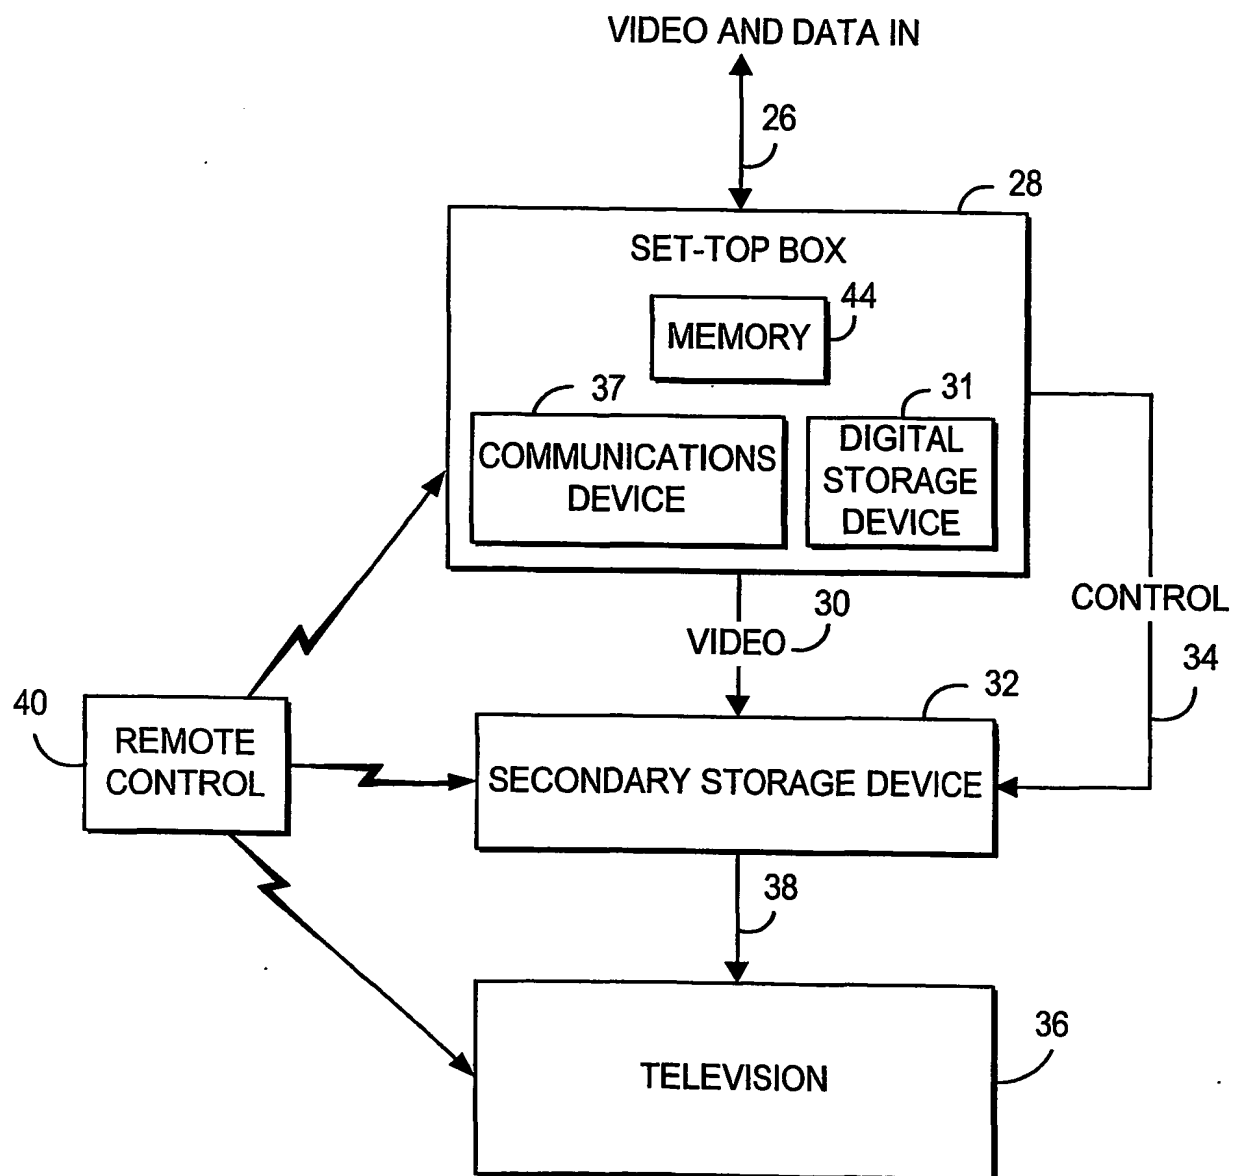 VIDEO AND DATA IN
26
28
SET-TOP BOX
44
MEMORY
37
31
COMMUNICATIONS
DEVICE
DIGITAL
STORAGE
DEVICE
CONTROL
30
VIDEO
34
32
40
REMOTE
CONTROL
SECONDARY STORAGE DEVICE
38
36
TELEVISION